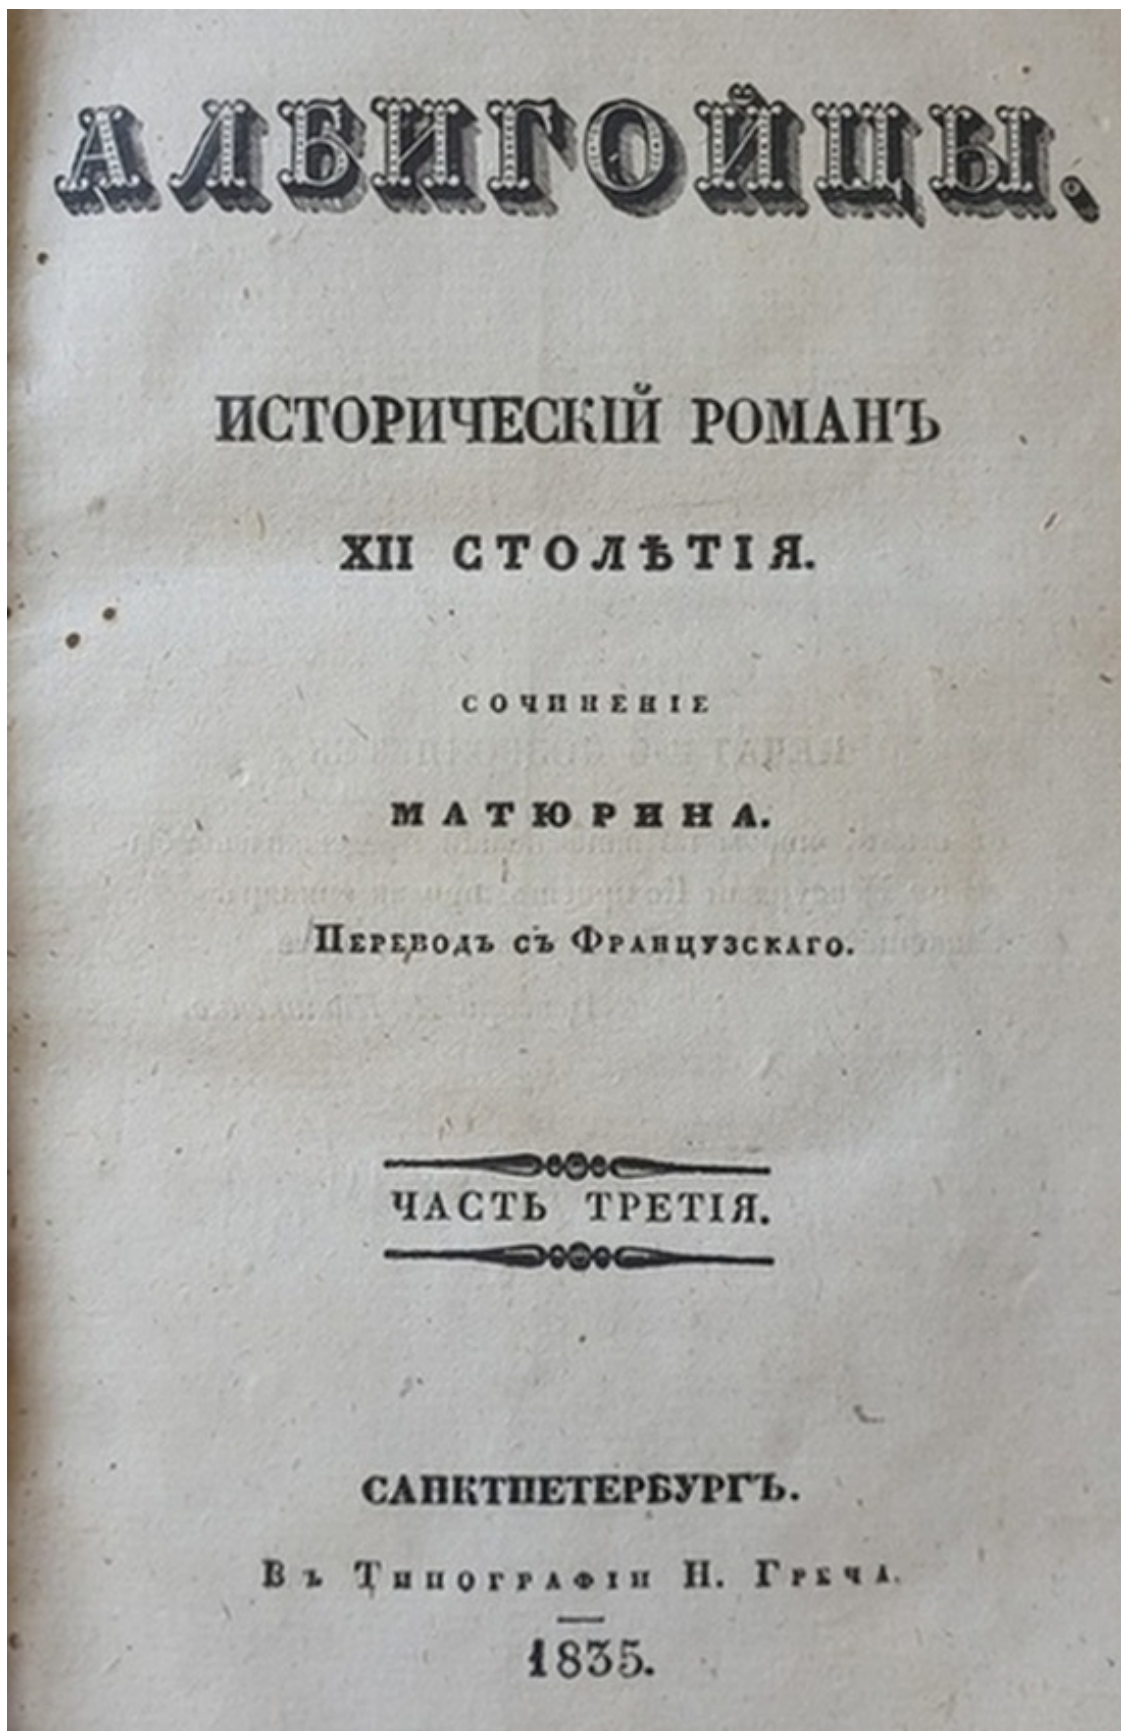 АЛБИГОЙЦЫ.
ИСТОРИЧЕСКІЙ РОМАНЪ
XII СТОЛѢТІЯ.
СОЧИНЕНІЕ
МАТЮРИНА.
ПЕРЕВОДЪ СЪ ФРАНЦУЗСКАГО.
ЧАСТЬ ТРЕТІЯ.
САНКТПЕТЕРБУРГЪ.
ВЪ ТИПОГРАФІИ Н. ГРЕЧА.
1835.